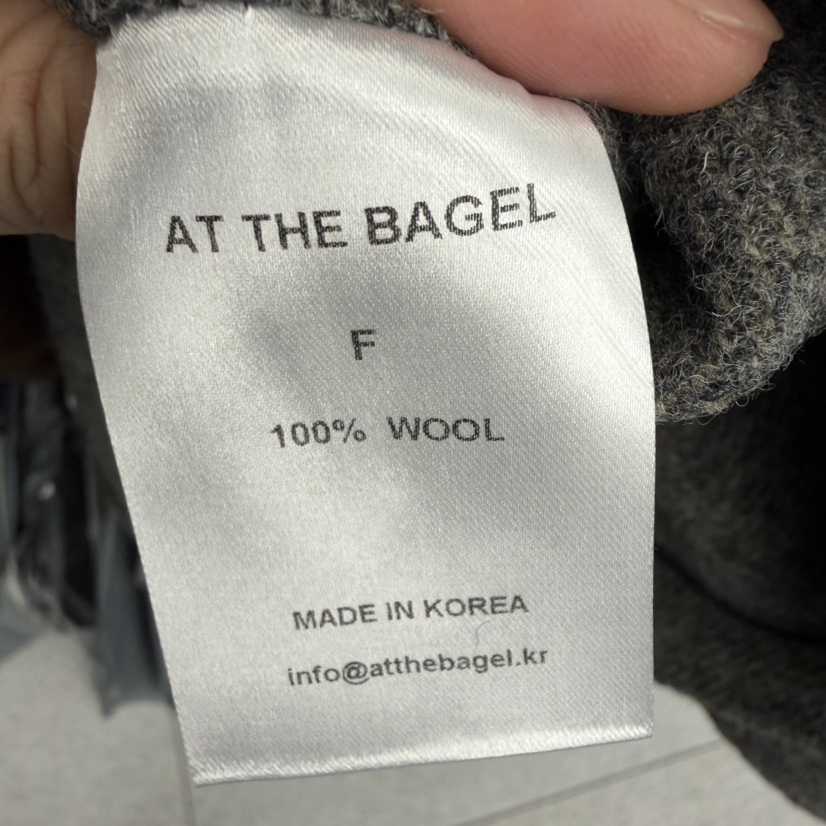 AT THE BAGEL
F
100% WOOL
MADE IN KOREA
info@atthebagel.kr